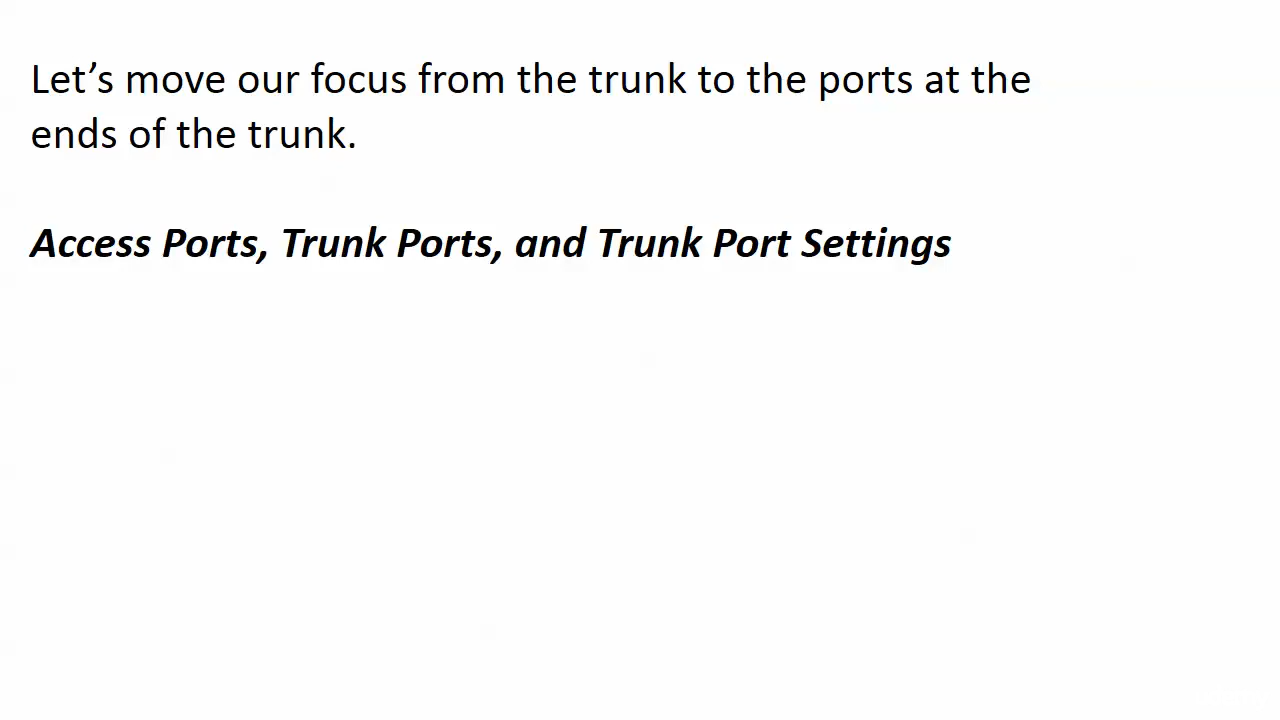 Let’s move our focus from the trunk to the ports at the
ends of the trunk.
Access Ports, Trunk Ports, and Trunk Port Settings